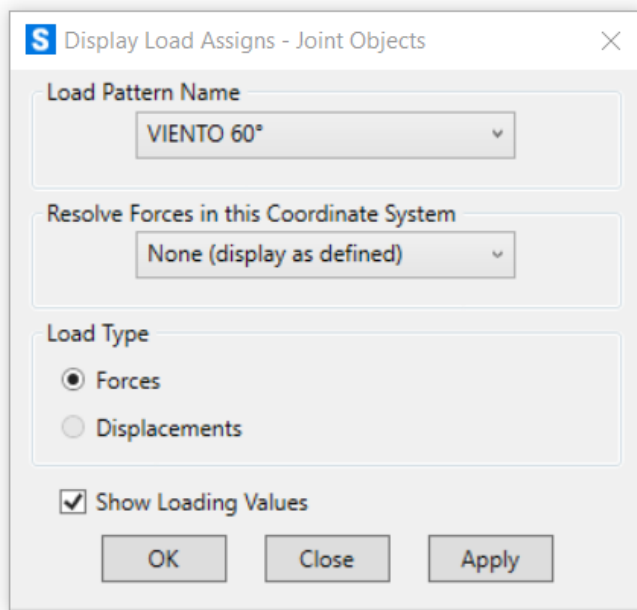 S Display Load Assigns - Joint Objects
Load Pattern Name
VIENTO 60°
Resolve Forces in this Coordinate System
None (display as defined)
Load Type
Forces
Displacements
Show Loading Values
OK Close Apply